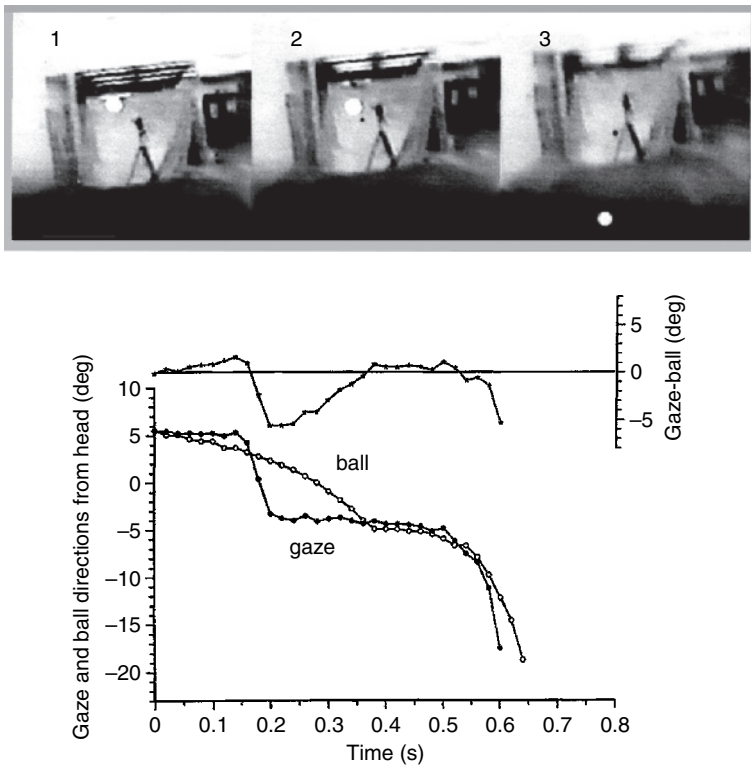 1
2
3
5
0
−5
Gaze-ball (deg)
Gaze and ball directions from head (deg)
10
5
0
−5
−10
−15
−20
ball
gaze
0 0.1 0.2 0.3 0.4 0.5 0.6 0.7 0.8
Time (s)